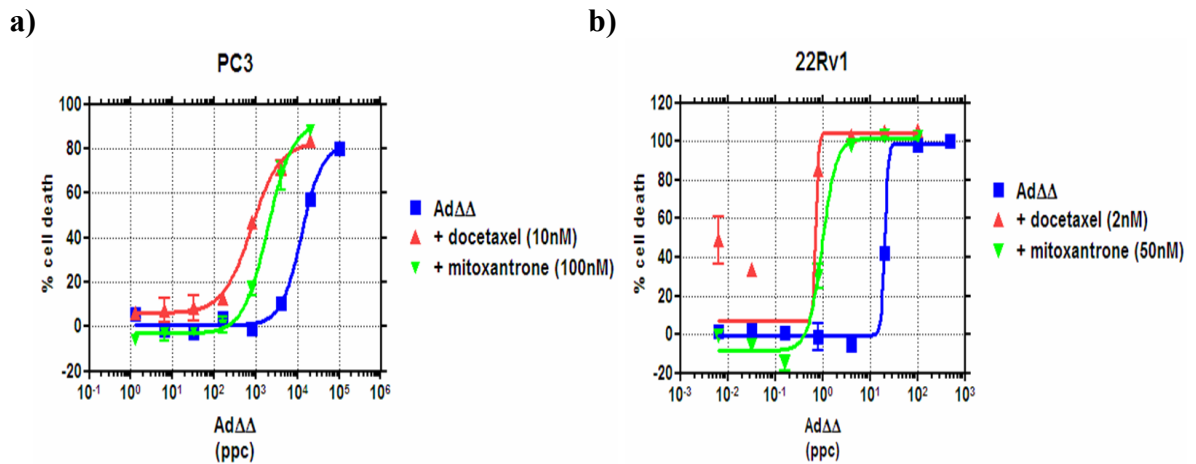 a)
PC3
% cell death
100
80
60
40
20
0
-20
10-1 100 101 102 103 104 105 106
AdΔΔ
(ppc)
AdΔΔ
+ docetaxel (10nM)
+ mitoxantrone (100nM)
b)
22Rv1
% cell death
120
100
80
60
40
20
0
-20
10-3 10-2 10-1 100 101 102 103
AdΔΔ
(ppc)
AdΔΔ
+ docetaxel (2nM)
+ mitoxantrone (50nM)